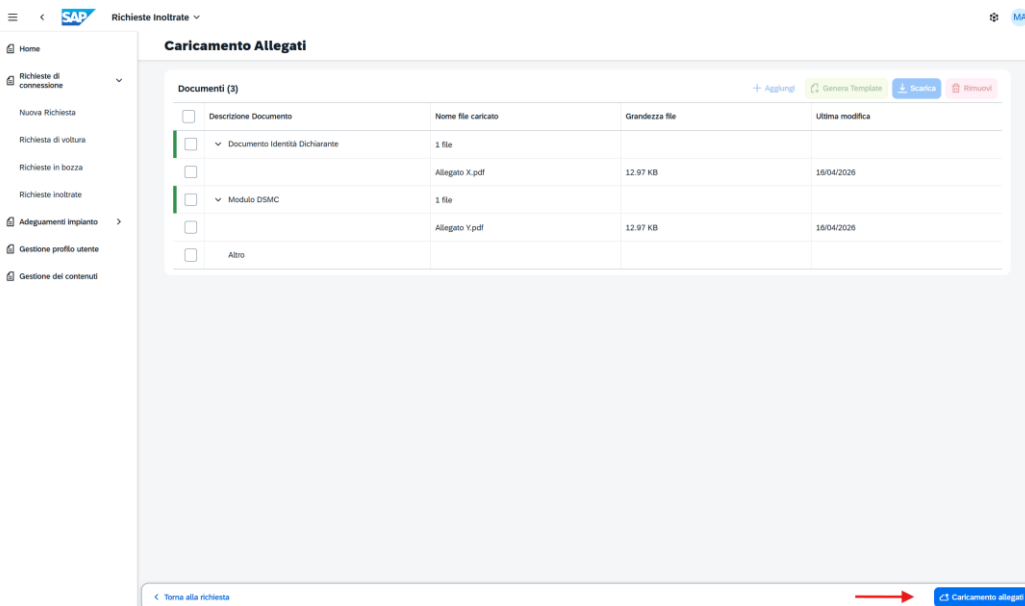 SAP
Richieste Inoltrate
MA
Home
Richieste di
connessione
Nuova Richiesta
Richiesta di voltura
Richieste in bozza
Richieste inoltrate
Adeguamenti impianto
Gestione profilo utente
Gestione dei contenuti
Caricamento Allegati
Documenti (3)
Aggiungi Genera Template Scarica Rimuovi
Descrizione Documento Nome file caricato Grandezza file Ultima modifica
Documento Identità Dichiarante 1 file
Allegato X.pdf 12.97 KB 16/04/2026
Modulo DSMC 1 file
Allegato Y.pdf 12.97 KB 16/04/2026
Altro
Torna alla richiesta
Caricamento allegati